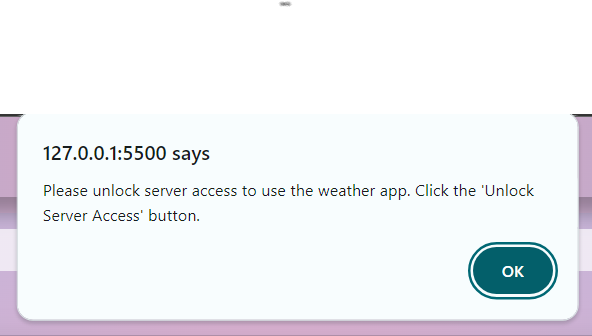 127.0.0.1:5500 says
Please unlock server access to use the weather app. Click the 'Unlock
Server Access' button.
OK